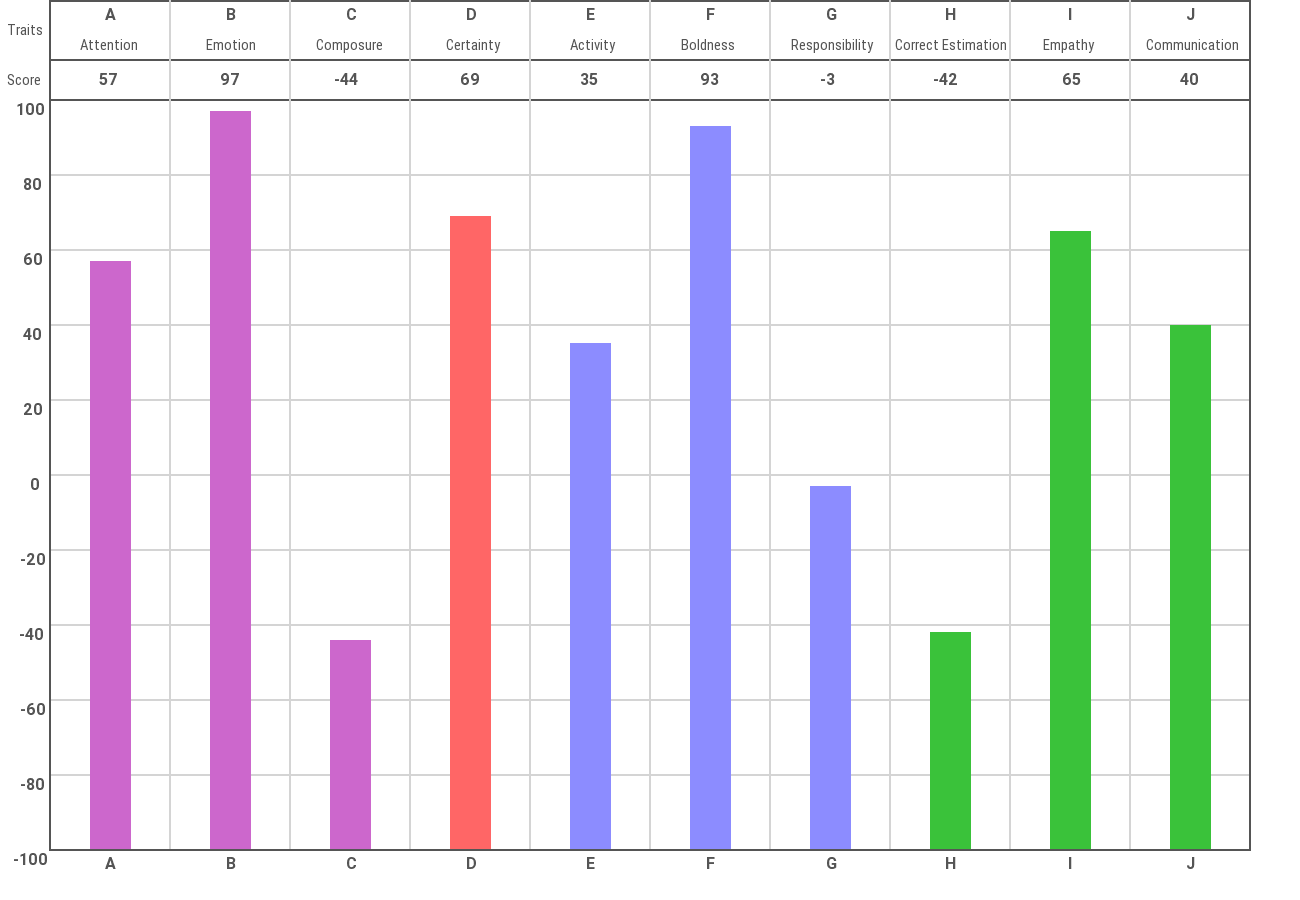 Traits A B C D E F G H I J
Attention Emotion Composure Certainty Activity Boldness Responsibility Correct Estimation Empathy Communication
Score 57 97 -44 69 35 93 -3 -42 65 40
100
80
60
40
20
0
-20
-40
-60
-80
-100
A B C D E F G H I J